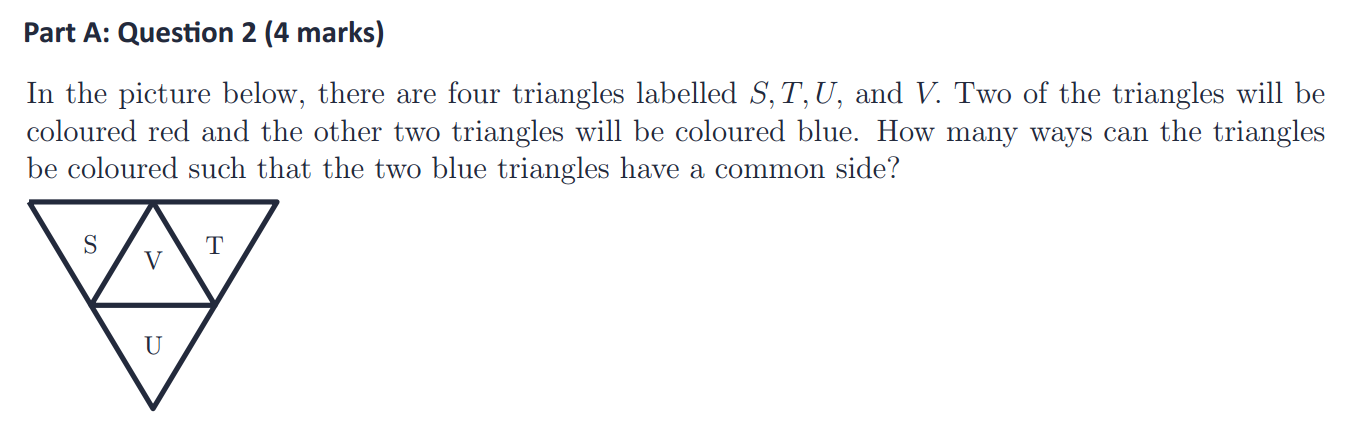 Part A: Question 2 (4 marks)
In the picture below, there are four triangles labelled S, T, U, and V. Two of the triangles will be
coloured red and the other two triangles will be coloured blue. How many ways can the triangles
be coloured such that the two blue triangles have a common side?
S
T
V
U